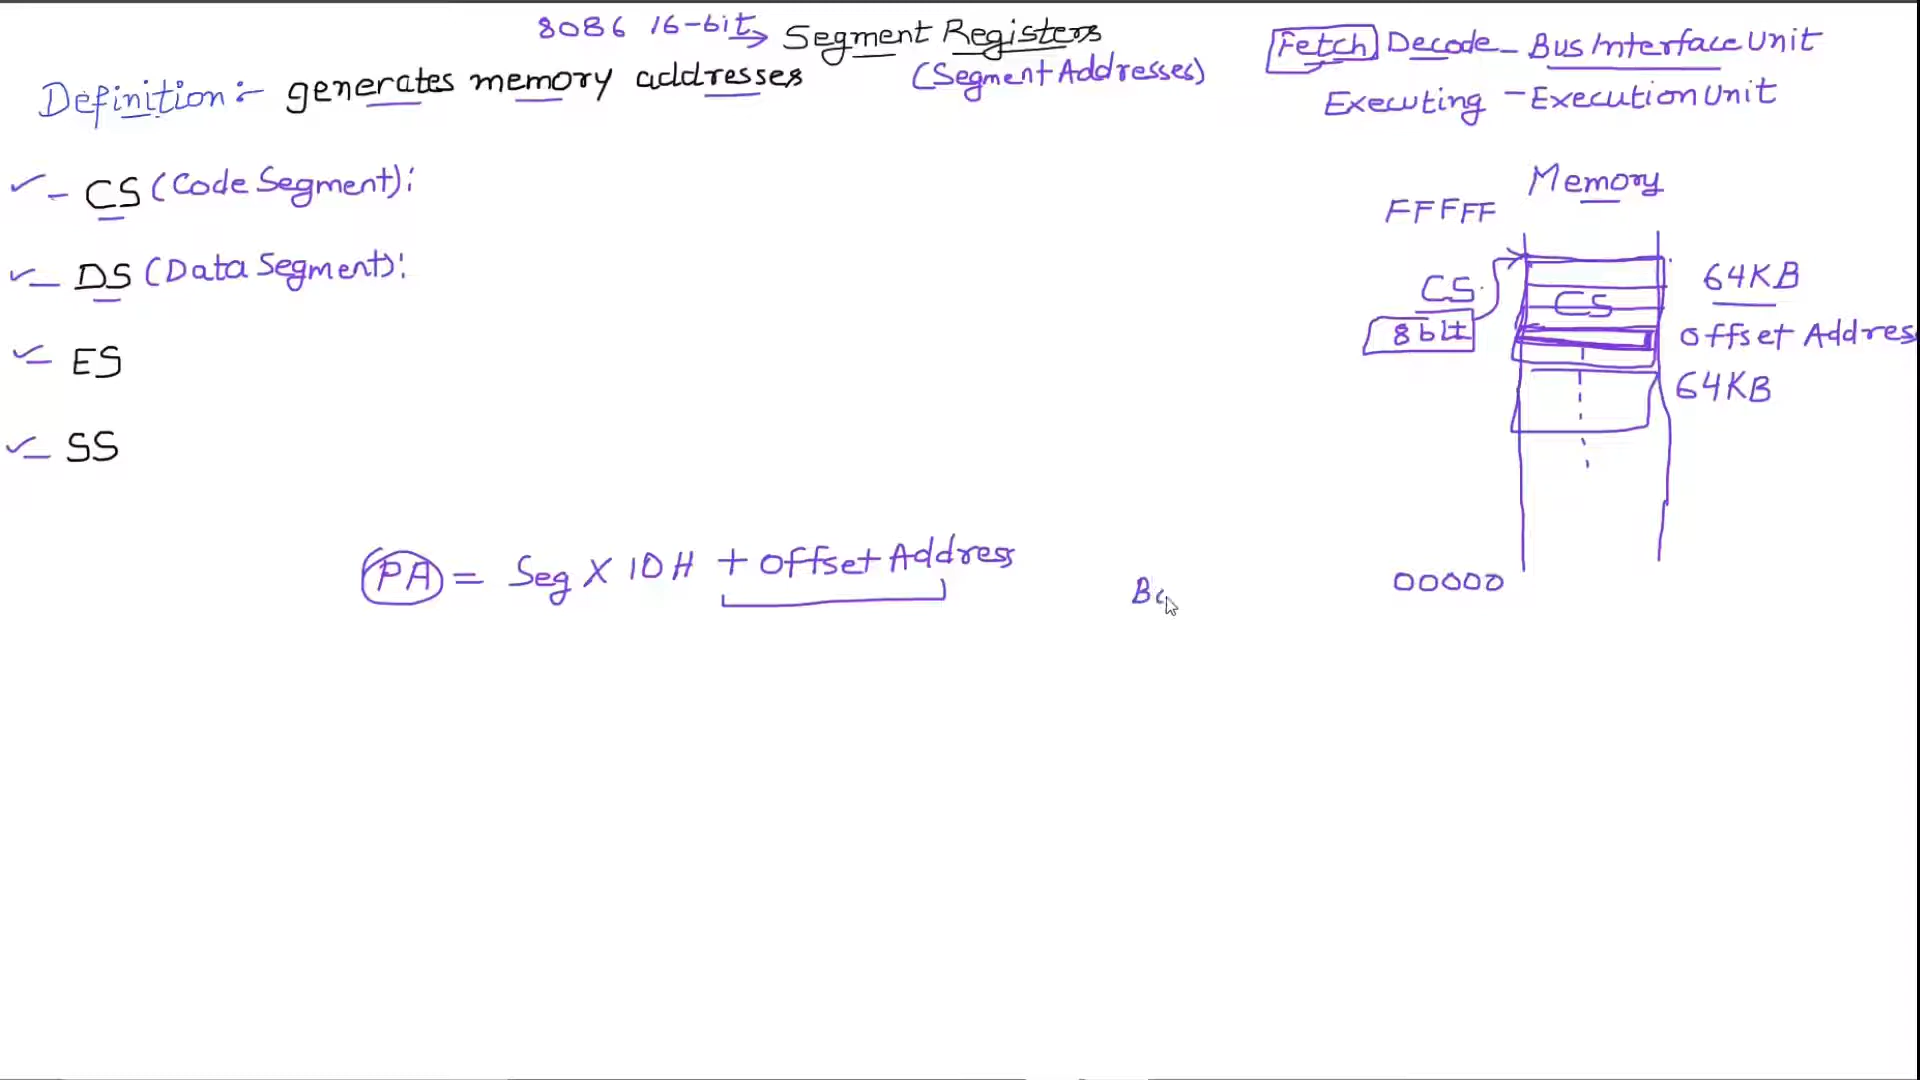 8086 16-bit → Segment Registers
(Segment Addresses)
Definition :- generates memory addresses
Fetch Decode - Bus Interface Unit
Executing - Execution Unit
✓ - CS (Code Segment):
✓ - DS (Data Segment):
✓ - ES
✓ - SS
Memory
FFFFF
CS
8 bit
CS
64KB
Offset Addres
64KB
00000
PA = Seg X 10H + Offset Address